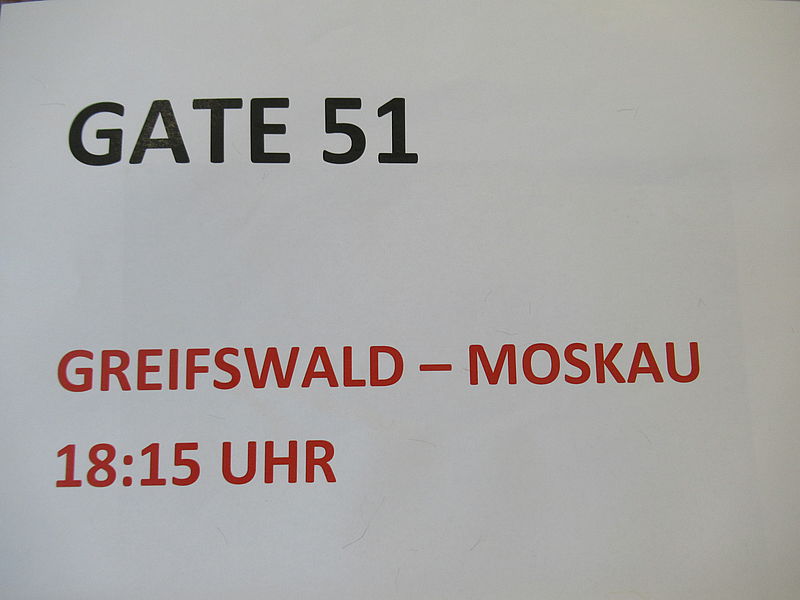 GATE 51
GREIFSWALD – MOSKAU
18:15 UHR